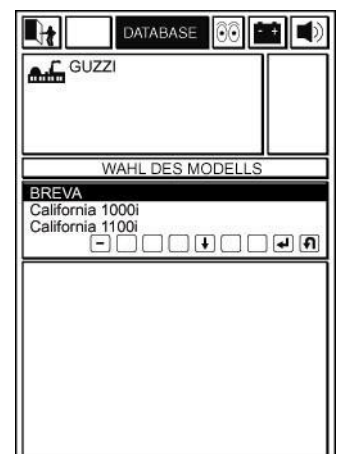 DATABASE
GUZZI
WAHL DES MODELLS
BREVA
California 1000i
California 1100i